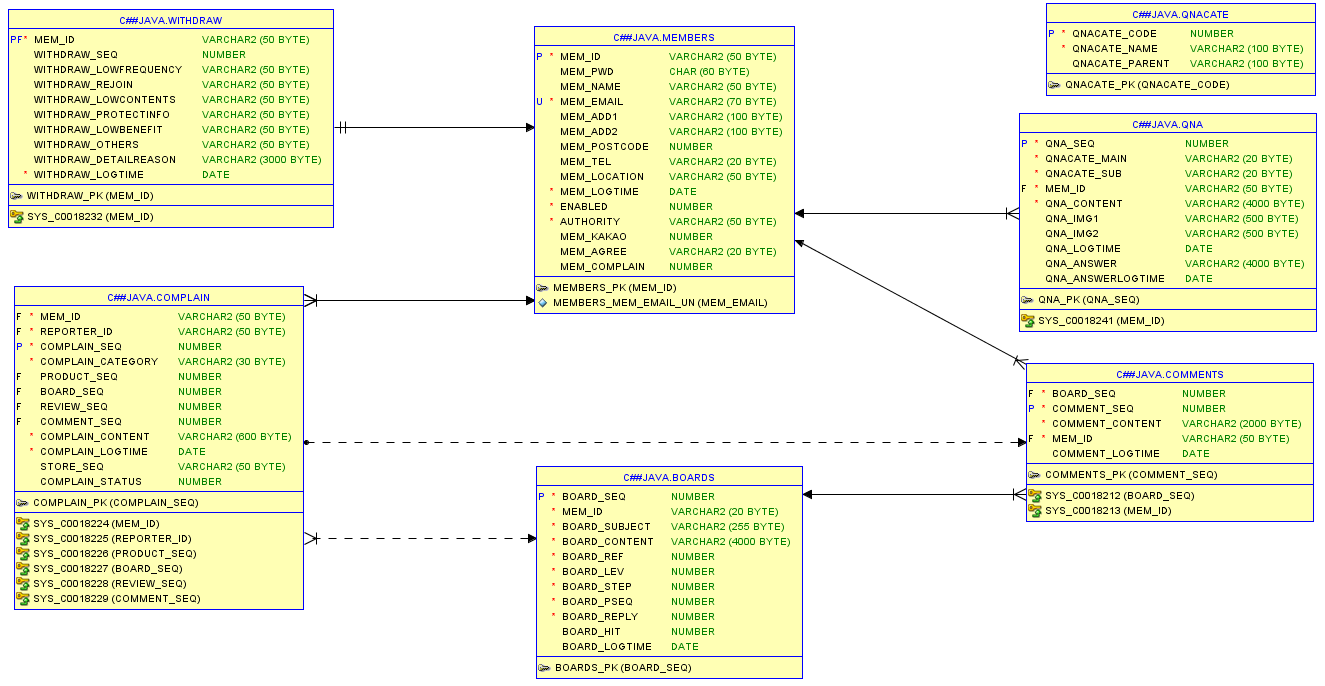 C##JAVA.WITHDRAW
PF* MEM_ID VARCHAR2 (50 BYTE)
WITHDRAW_SEQ NUMBER
WITHDRAW_LOWFREQUENCY VARCHAR2 (50 BYTE)
WITHDRAW_REJOIN VARCHAR2 (50 BYTE)
WITHDRAW_LOWCONTENTS VARCHAR2 (50 BYTE)
WITHDRAW_PROTECTINFO VARCHAR2 (50 BYTE)
WITHDRAW_LOWBENEFIT VARCHAR2 (50 BYTE)
WITHDRAW_OTHERS VARCHAR2 (50 BYTE)
WITHDRAW_DETAILREASON VARCHAR2 (3000 BYTE)
* WITHDRAW_LOGTIME DATE
WITHDRAW_PK (MEM_ID)
SYS_C0018232 (MEM_ID)
C##JAVA.MEMBERS
P * MEM_ID VARCHAR2 (50 BYTE)
MEM_PWD CHAR (60 BYTE)
MEM_NAME VARCHAR2 (50 BYTE)
U * MEM_EMAIL VARCHAR2 (70 BYTE)
MEM_ADD1 VARCHAR2 (100 BYTE)
MEM_ADD2 VARCHAR2 (100 BYTE)
MEM_POSTCODE NUMBER
MEM_TEL VARCHAR2 (20 BYTE)
MEM_LOCATION VARCHAR2 (50 BYTE)
* MEM_LOGTIME DATE
* ENABLED NUMBER
* AUTHORITY VARCHAR2 (50 BYTE)
MEM_KAKAO NUMBER
MEM_AGREE VARCHAR2 (20 BYTE)
MEM_COMPLAIN NUMBER
MEMBERS_PK (MEM_ID)
MEMBERS_MEM_EMAIL_UN (MEM_EMAIL)
C##JAVA.QNACATE
P * QNACATE_CODE NUMBER
* QNACATE_NAME VARCHAR2 (100 BYTE)
QNACATE_PARENT VARCHAR2 (100 BYTE)
QNACATE_PK (QNACATE_CODE)
C##JAVA.QNA
P * QNA_SEQ NUMBER
* QNACATE_MAIN VARCHAR2 (20 BYTE)
* QNACATE_SUB VARCHAR2 (20 BYTE)
F * MEM_ID VARCHAR2 (50 BYTE)
* QNA_CONTENT VARCHAR2 (4000 BYTE)
QNA_IMG1 VARCHAR2 (500 BYTE)
QNA_IMG2 VARCHAR2 (500 BYTE)
QNA_LOGTIME DATE
QNA_ANSWER VARCHAR2 (4000 BYTE)
QNA_ANSWERLOGTIME DATE
QNA_PK (QNA_SEQ)
SYS_C0018241 (MEM_ID)
C##JAVA.COMPLAIN
F * MEM_ID VARCHAR2 (50 BYTE)
F * REPORTER_ID VARCHAR2 (50 BYTE)
P * COMPLAIN_SEQ NUMBER
* COMPLAIN_CATEGORY VARCHAR2 (30 BYTE)
F PRODUCT_SEQ NUMBER
F BOARD_SEQ NUMBER
F REVIEW_SEQ NUMBER
F COMMENT_SEQ NUMBER
* COMPLAIN_CONTENT VARCHAR2 (600 BYTE)
* COMPLAIN_LOGTIME DATE
STORE_SEQ VARCHAR2 (50 BYTE)
COMPLAIN_STATUS NUMBER
COMPLAIN_PK (COMPLAIN_SEQ)
SYS_C0018224 (MEM_ID)
SYS_C0018225 (REPORTER_ID)
SYS_C0018226 (PRODUCT_SEQ)
SYS_C0018227 (BOARD_SEQ)
SYS_C0018228 (REVIEW_SEQ)
SYS_C0018229 (COMMENT_SEQ)
C##JAVA.COMMENTS
F * BOARD_SEQ NUMBER
P * COMMENT_SEQ NUMBER
* COMMENT_CONTENT VARCHAR2 (2000 BYTE)
F * MEM_ID VARCHAR2 (50 BYTE)
COMMENT_LOGTIME DATE
COMMENTS_PK (COMMENT_SEQ)
SYS_C0018212 (BOARD_SEQ)
SYS_C0018213 (MEM_ID)
C##JAVA.BOARDS
P * BOARD_SEQ NUMBER
* MEM_ID VARCHAR2 (20 BYTE)
* BOARD_SUBJECT VARCHAR2 (255 BYTE)
* BOARD_CONTENT VARCHAR2 (4000 BYTE)
* BOARD_REF NUMBER
* BOARD_LEV NUMBER
* BOARD_STEP NUMBER
* BOARD_PSEQ NUMBER
* BOARD_REPLY NUMBER
BOARD_HIT NUMBER
BOARD_LOGTIME DATE
BOARDS_PK (BOARD_SEQ)